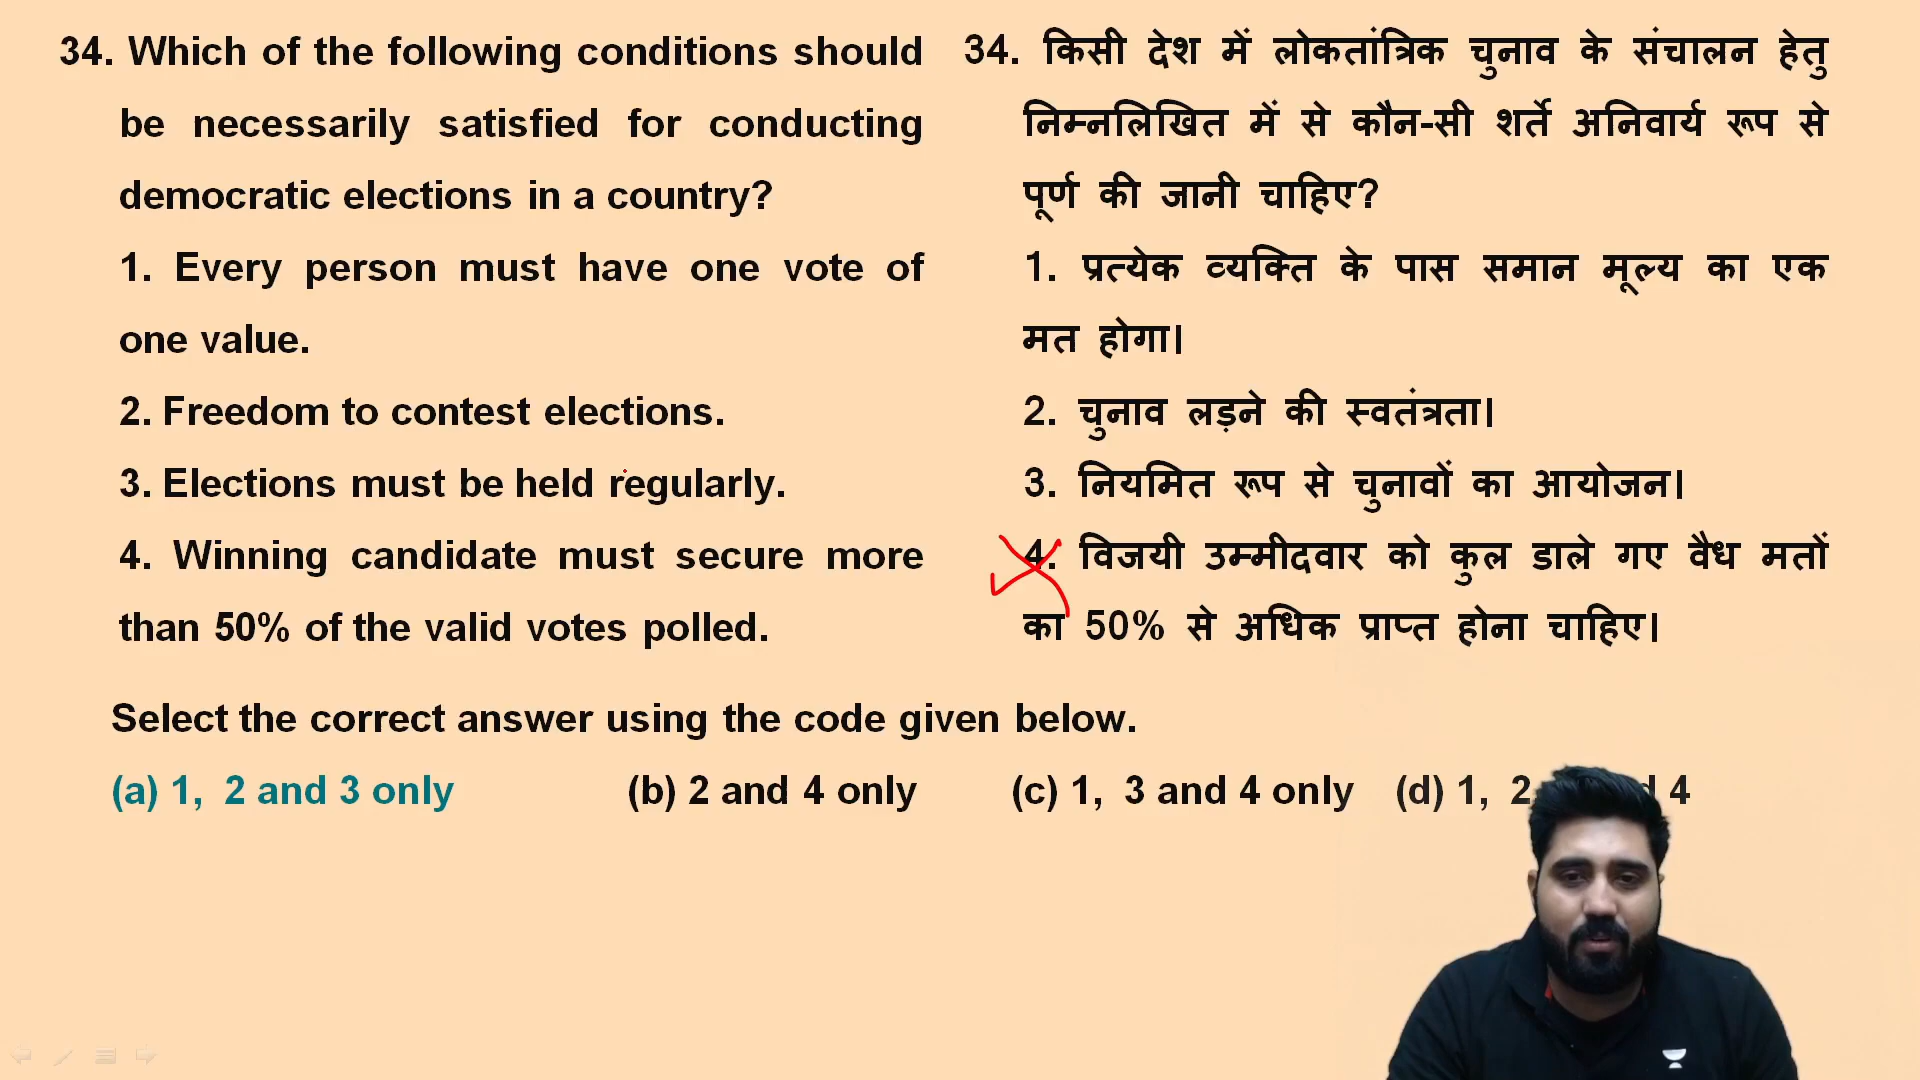 34. Which of the following conditions should
be necessarily satisfied for conducting
democratic elections in a country?
1. Every person must have one vote of
one value.
2. Freedom to contest elections.
3. Elections must be held regularly.
4. Winning candidate must secure more
than 50% of the valid votes polled.
34. किसी देश में लोकतांत्रिक चुनाव के संचालन हेतु
निम्नलिखित में से कौन-सी शर्ते अनिवार्य रूप से
पूर्ण की जानी चाहिए?
1. प्रत्येक व्यक्ति के पास समान मूल्य का एक
मत होगा।
2. चुनाव लड़ने की स्वतंत्रता।
3. नियमित रूप से चुनावों का आयोजन।
4. विजयी उम्मीदवार को कुल डाले गए वैध मतों
का 50% से अधिक प्राप्त होना चाहिए।
Select the correct answer using the code given below.
(a) 1, 2 and 3 only (b) 2 and 4 only (c) 1, 3 and 4 only (d) 1, 2 4